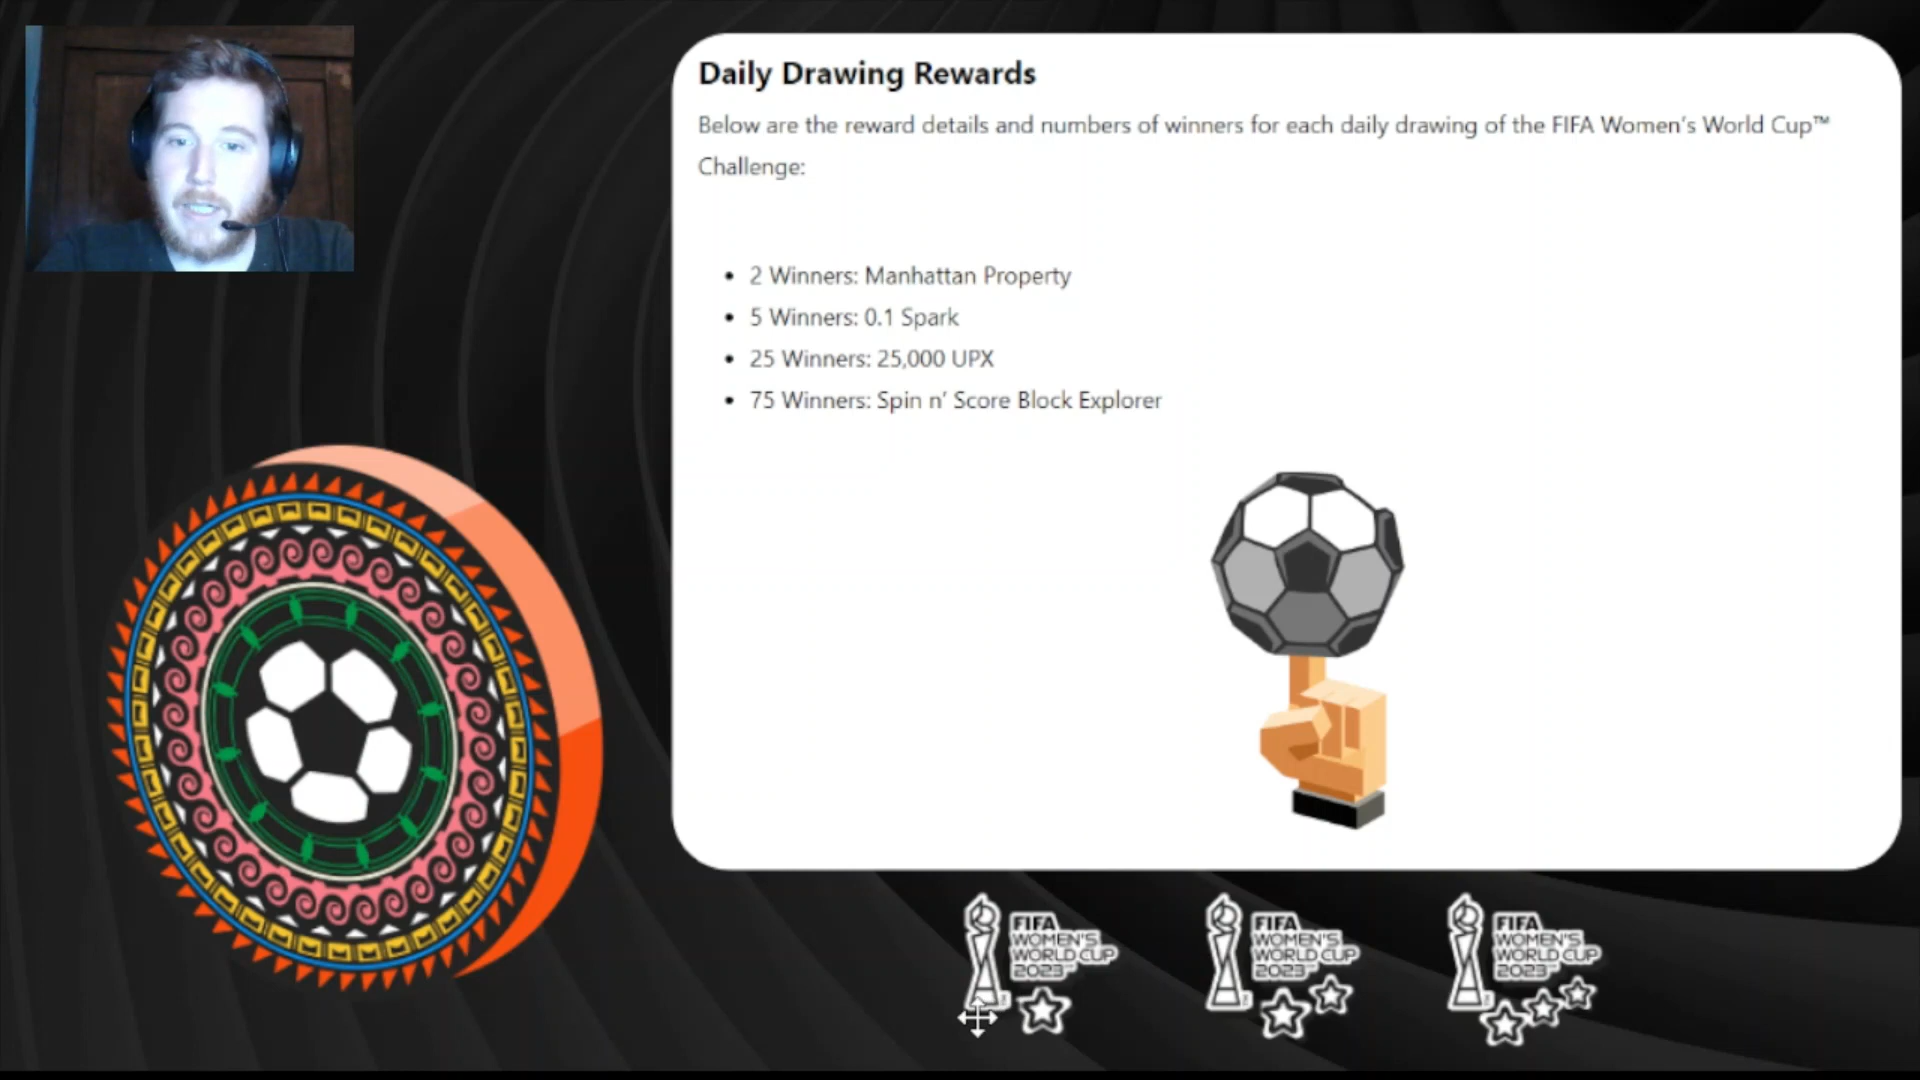 Daily Drawing Rewards
Below are the reward details and numbers of winners for each daily drawing of the FIFA Women's World Cup™
Challenge:
• 2 Winners: Manhattan Property
• 5 Winners: 0.1 Spark
• 25 Winners: 25,000 UPX
• 75 Winners: Spin n' Score Block Explorer
FIFA
WOMEN'S
WORLD CUP
2023
FIFA
WOMEN'S
WORLD CUP
2023
FIFA
WOMEN'S
WORLD CUP
2023